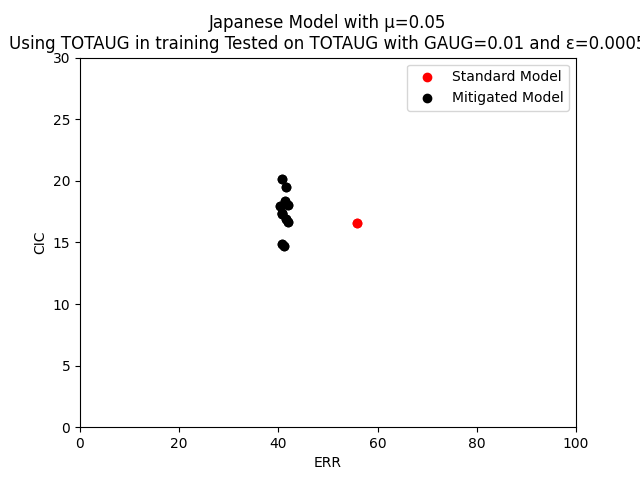 Japanese Model with μ=0.05
Using TOTAUG in training Tested on TOTAUG with GAUG=0.01 and ε=0.0005
Standard Model
Mitigated Model
30
25
20
15
10
5
0
CIC
0 20 40 60 80 100
ERR